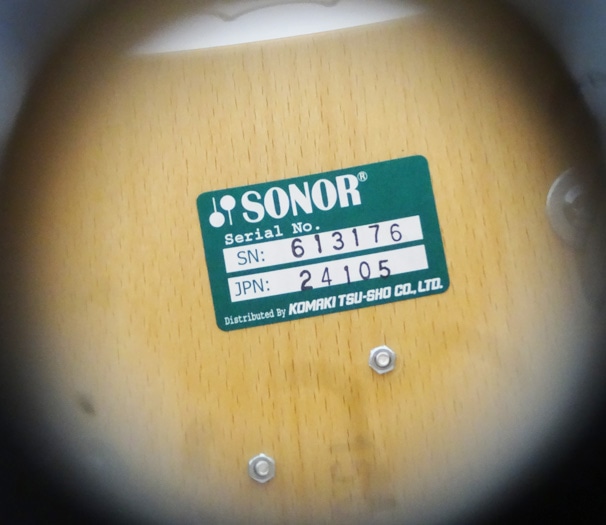 SONOR®
Serial No.
SN: 613176
JPN: 24105
Distributed By KOMAKI TSU-SHO CO., LTD.